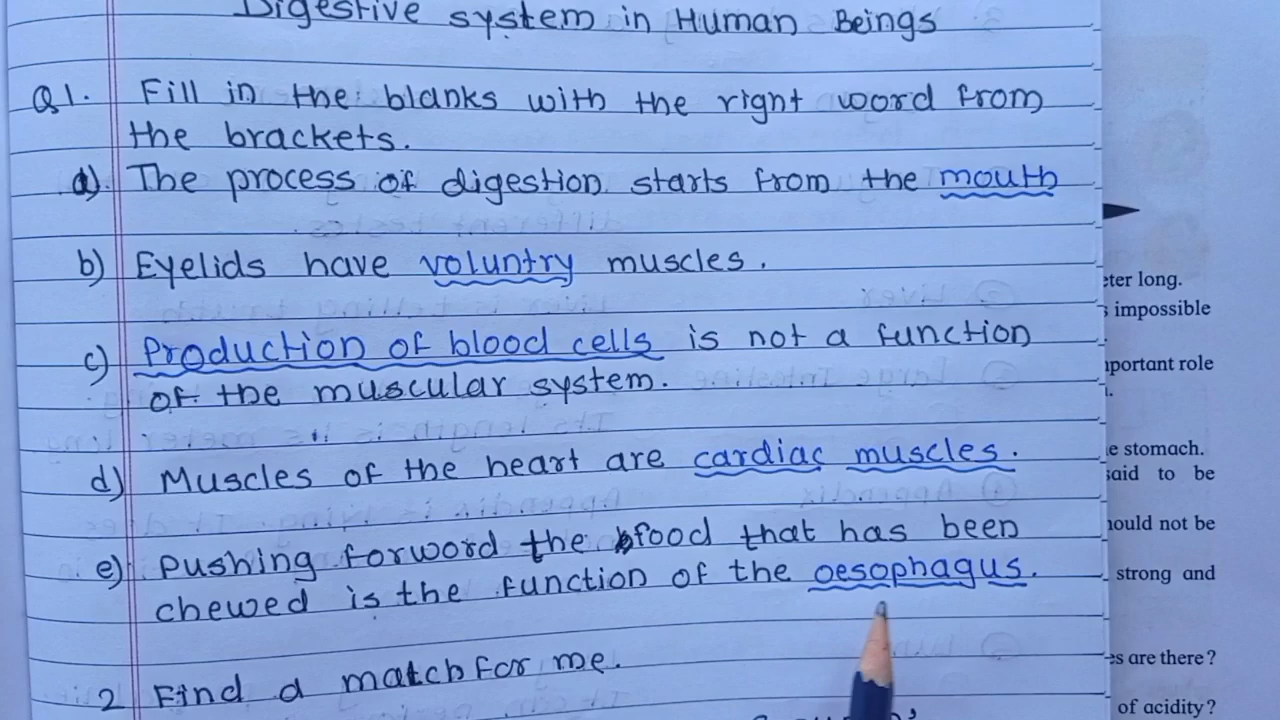 Digestive system in Human Beings
Q1. Fill in the blanks with the right word from
the brackets.
a) The process of digestion starts from the mouth
b) Eyelids have voluntry muscles.
c) Production of blood cells is not a function
of the muscular system.
d) Muscles of the heart are cardiac muscles.
e) Pushing forword the food that has been
chewed is the function of the oesophagus.
2 Find a match for me.
long.
impossible
role
stomach.
said to be
not be
strong and
are there?
of acidity?